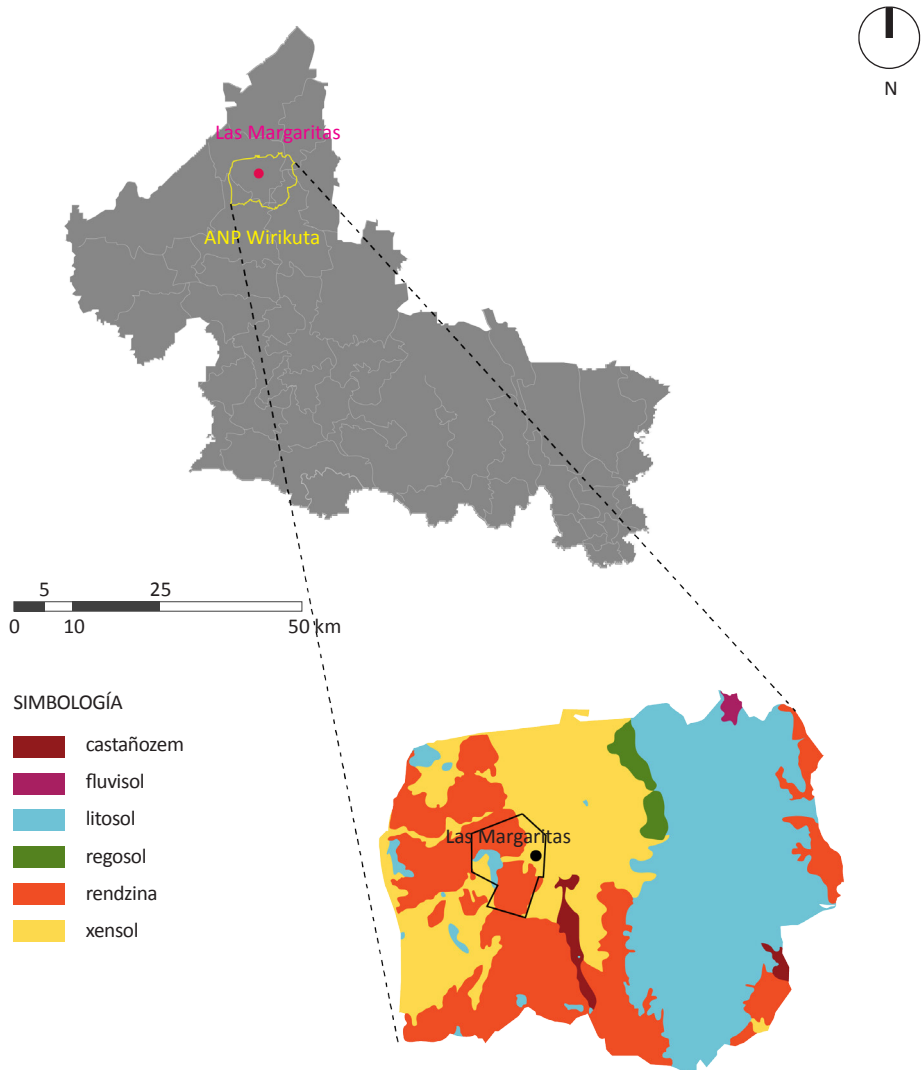 N
Las Margaritas
ANP Wirikuta
5 25
0 10 50 km
SIMBOLOGÍA
castañozem
fluvisol
litosol
regosol
rendzina
xensol
Las Margaritas